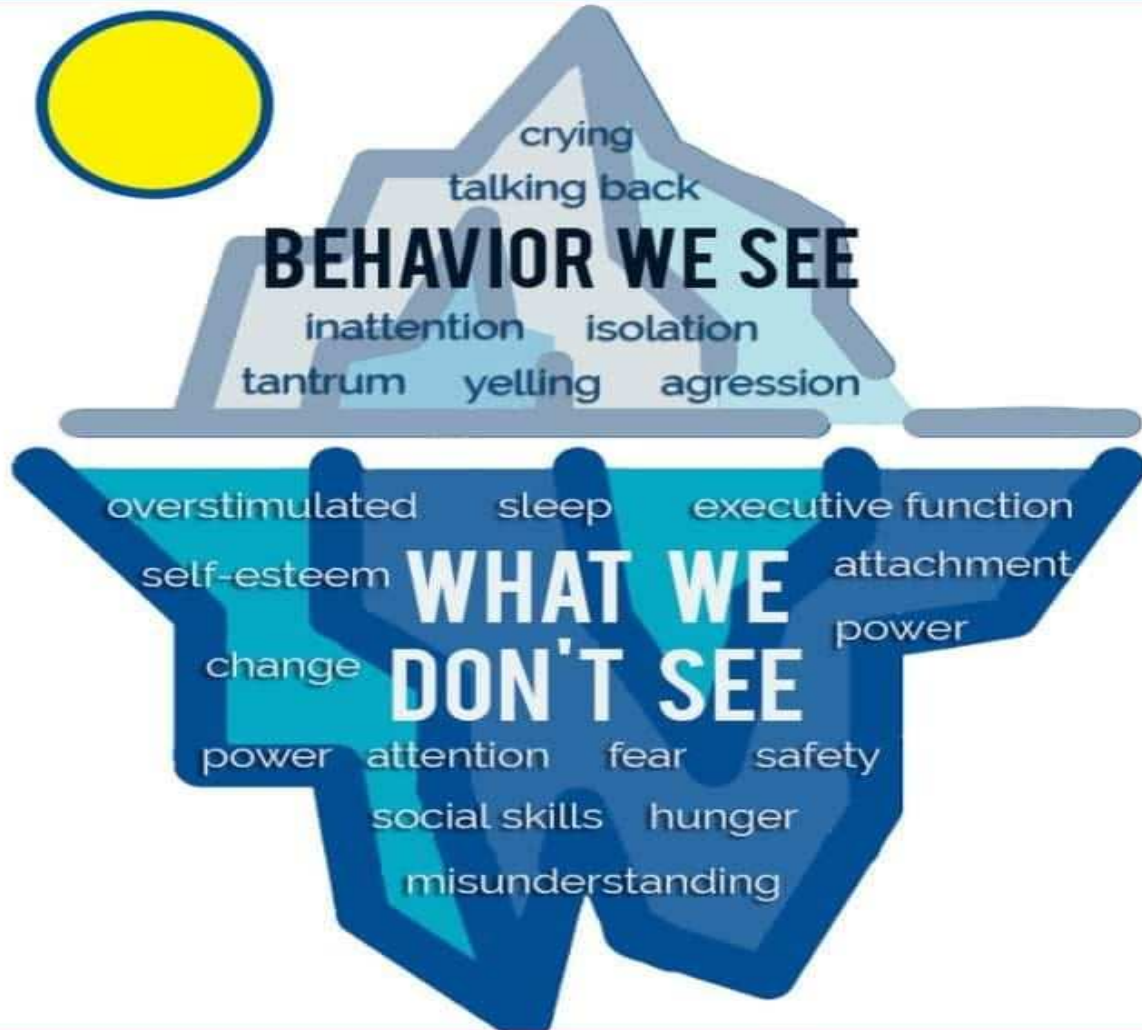 crying
talking back
BEHAVIOR WE SEE
inattention isolation
tantrum yelling agression
overstimulated sleep executive function
self-esteem
WHAT WE
DON'T SEE
attachment
power
change
power attention fear safety
social skills hunger
misunderstanding